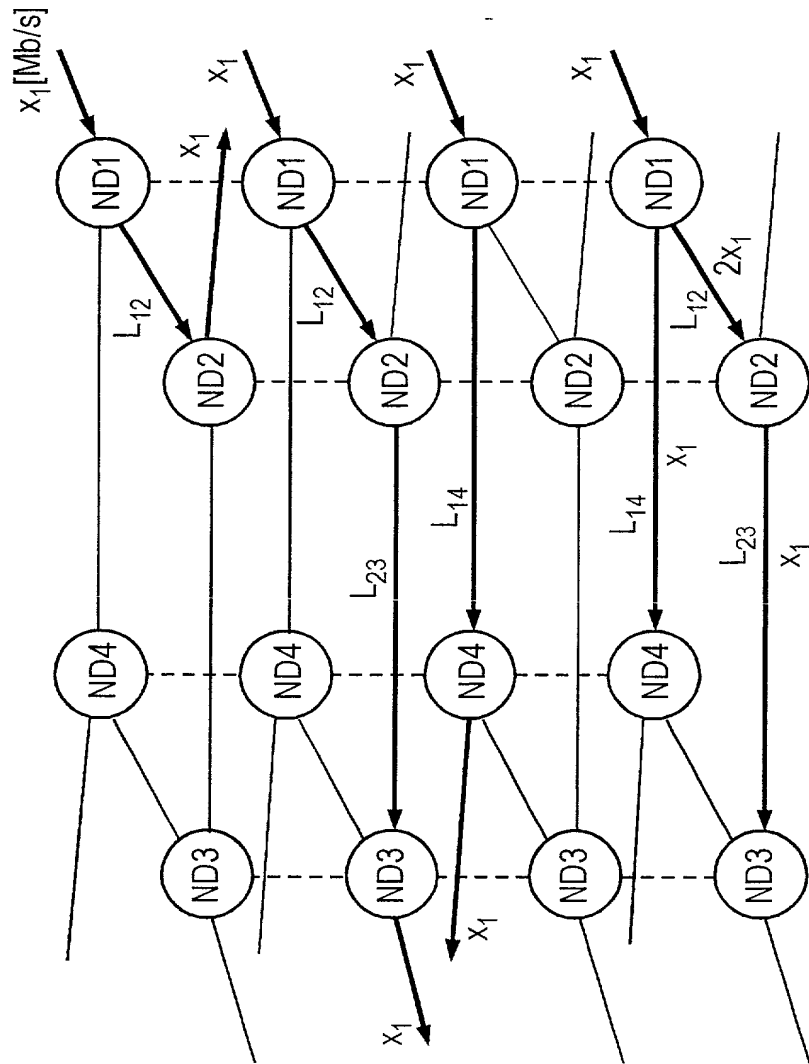 x₁[Mb/s]
ND4
ND1
L₁₂
x₁
ND3
ND2
x₁
ND4
ND1
L₁₂
L₂₃
ND3
ND2
x₁
x₁
L₁₄
ND4
ND1
x₁
ND3
ND2
x₁
L₁₄
ND4
ND1
x₁
L₁₂
2x₁
L₂₃
ND3
ND2
x₁